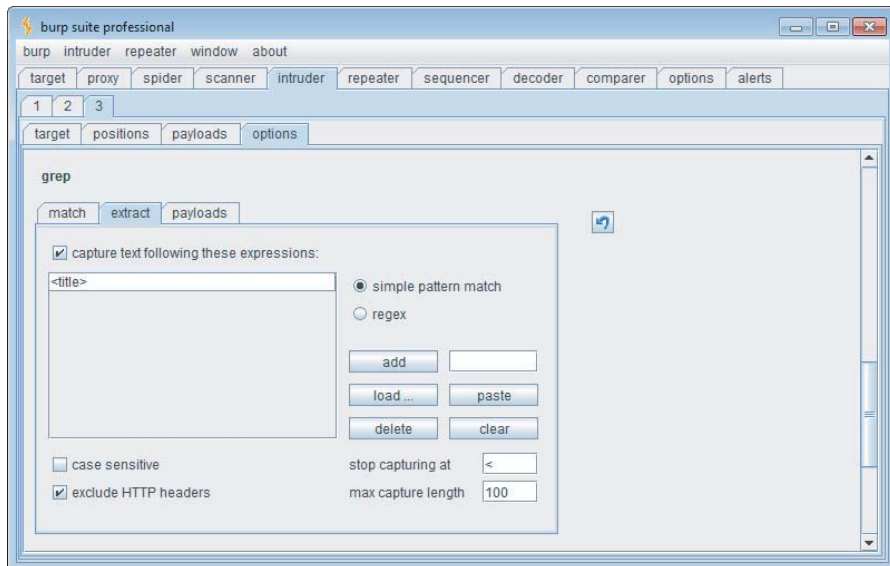 burp suite professional
burp intruder repeater window about
target proxy spider scanner intruder repeater sequencer decoder comparer options alerts
1 2 3
target positions payloads options
grep
match extract payloads
capture text following these expressions:
<title>
simple pattern match
regex
add
load ... paste
delete clear
case sensitive
stop capturing at <
exclude HTTP headers
max capture length 100